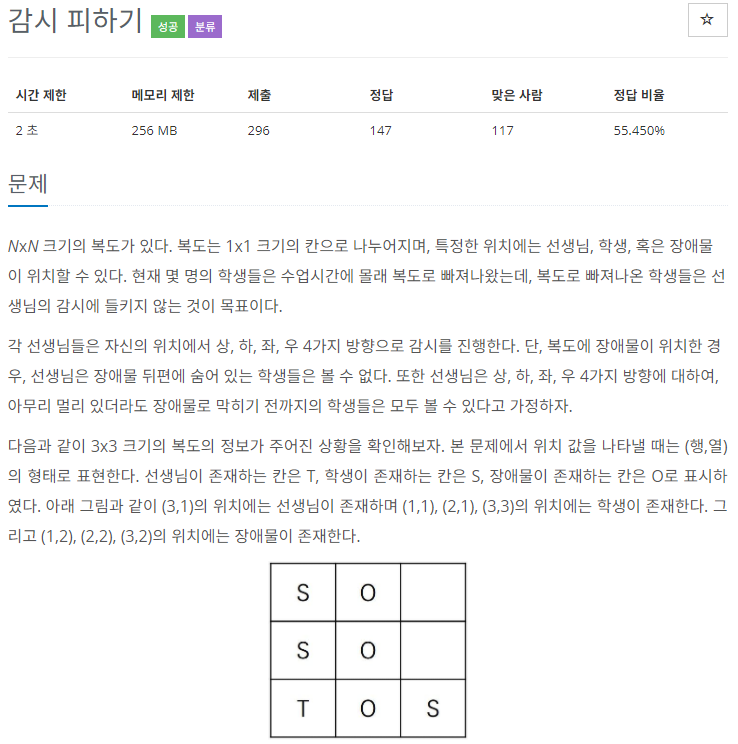 감시 피하기 성공 분류
☆
시간 제한 메모리 제한 제출 정답 맞은 사람 정답 비율
2 초 256 MB 296 147 117 55.450%
문제
NxN 크기의 복도가 있다. 복도는 1x1 크기의 칸으로 나누어지며, 특정한 위치에는 선생님, 학생, 혹은 장애물
이 위치할 수 있다. 현재 몇 명의 학생들은 수업시간에 몰래 복도로 빠져나왔는데, 복도로 빠져나온 학생들은 선
생님의 감시에 들키지 않는 것이 목표이다.
각 선생님들은 자신의 위치에서 상, 하, 좌, 우 4가지 방향으로 감시를 진행한다. 단, 복도에 장애물이 위치한 경
우, 선생님은 장애물 뒤편에 숨어 있는 학생들은 볼 수 없다. 또한 선생님은 상, 하, 좌, 우 4가지 방향에 대하여,
아무리 멀리 있더라도 장애물로 막히기 전까지의 학생들은 모두 볼 수 있다고 가정하자.
다음과 같이 3x3 크기의 복도의 정보가 주어진 상황을 확인해보자. 본 문제에서 위치 값을 나타낼 때는 (행,열)
의 형태로 표현한다. 선생님이 존재하는 칸은 T, 학생이 존재하는 칸은 S, 장애물이 존재하는 칸은 O로 표시하
였다. 아래 그림과 같이 (3,1)의 위치에는 선생님이 존재하며 (1,1), (2,1), (3,3)의 위치에는 학생이 존재한다. 그
리고 (1,2), (2,2), (3,2)의 위치에는 장애물이 존재한다.
S O
S O
T O S